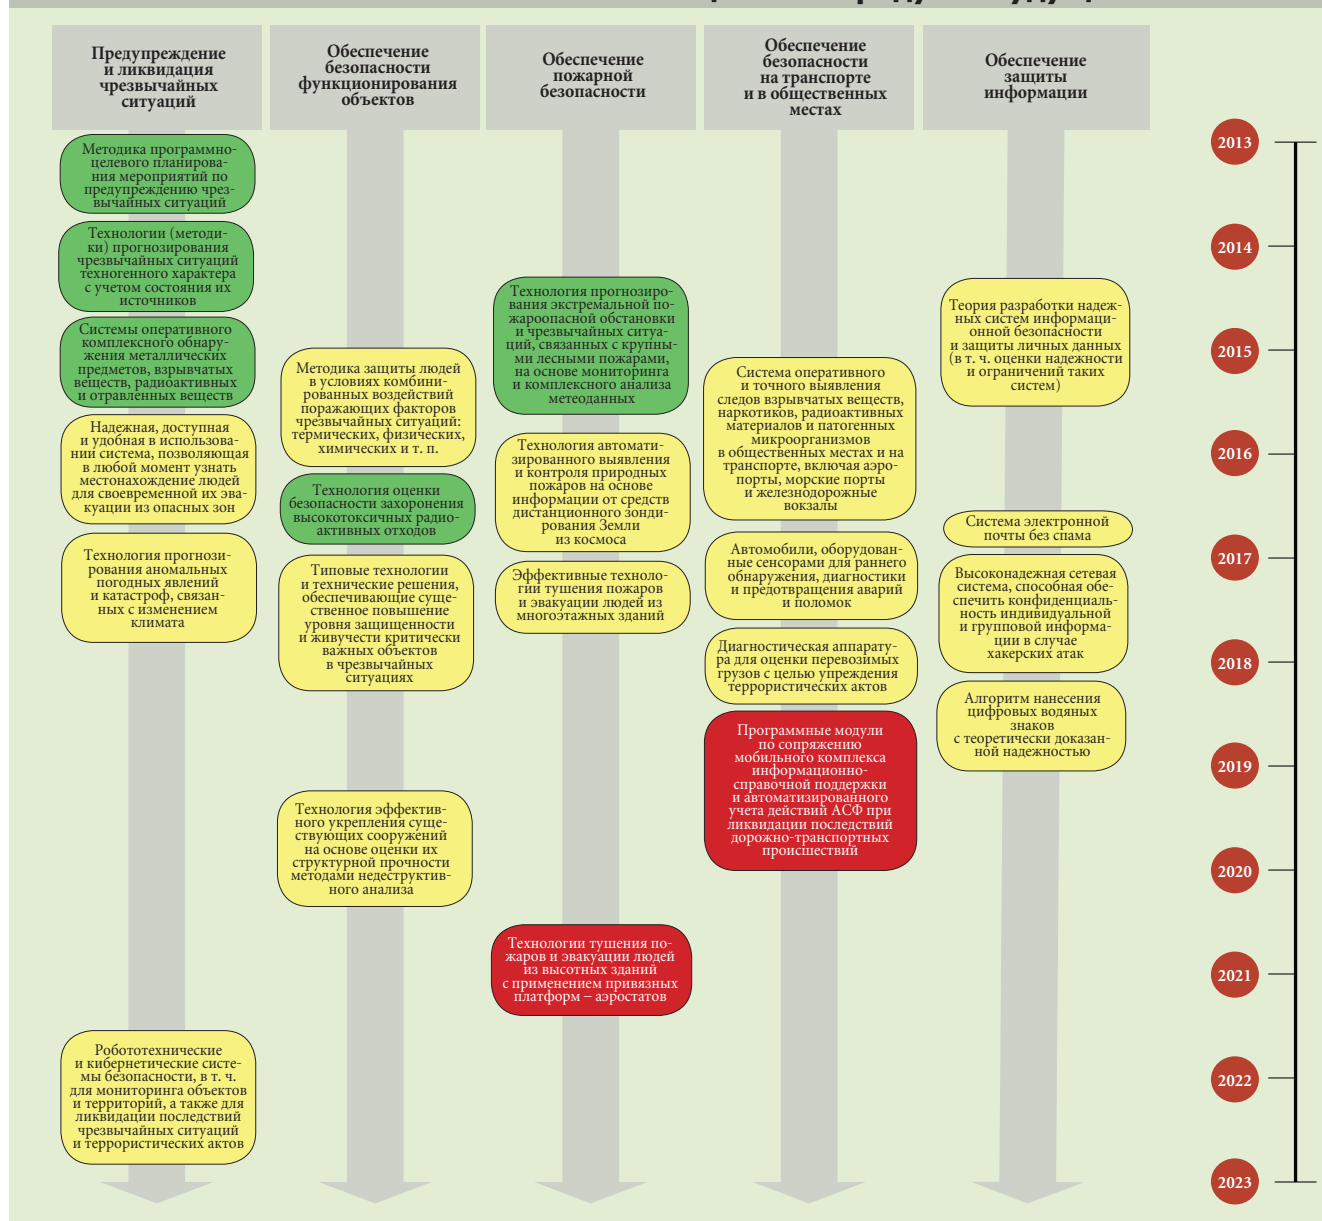 Предупреждение
и ликвидация
чрезвычайных
ситуаций
Обеспечение
безопасности
функционирования
объектов
Обеспечение
пожарной
безопасности
Обеспечение
безопасности
на транспорте
и в общественных
местах
Обеспечение
защиты
информации
Методика программно-
целевого планирова-
ния мероприятий по
предупреждению чрез-
вычайных ситуаций
Технологии (методи-
ки) прогнозирования
чрезвычайных ситуаций
техногенного характера
с учетом состояния их
источников
Системы оперативного
комплексного обнару-
жения металлических
предметов, взрывчатых
веществ, радиоактивных
и отравленных веществ
Надежная, доступная
и удобная в использова-
нии система, позволяющая
в любой момент узнать
местонахождение людей
для своевременной их эва-
куации из опасных зон
Технология прогнози-
рования аномальных
погодных явлений
и катастроф, связан-
ных с изменением
климата
Робототехнические
и кибернетические систе-
мы безопасности, в т. ч.
для мониторинга объектов
и территорий, а также для
ликвидации последствий
чрезвычайных ситуаций
и террористических актов
Методика защиты людей
в условиях комбини-
рованных воздействий
поражающих факторов
чрезвычайных ситуаций:
термических, физических,
химических и т. п.
Технология оценки
безопасности захоронения
высокотоксичных радио-
активных отходов
Типовые технологии
и технические решения,
обеспечивающие суще-
ственное повышение
уровня защищенности
и живучести критически
важных объектов
в чрезвычайных
ситуациях
Технология эффектив-
ного укрепления суще-
ствующих сооружений
на основе оценки их
структурной прочности
методами недеструктив-
ного анализа
Технология прогнозиро-
вания экстремальной по-
жароопасной обстановки
и чрезвычайных ситуа-
ций, связанных с крупны-
ми лесными пожарами,
на основе мониторинга
и комплексного анализа
метеоданных
Технология автомати-
зированного выявления
и контроля природных
пожаров на основе
информации от средств
дистанционного зонди-
рования Земли
из космоса
Эффективные техноло-
гии тушения пожаров
и эвакуации людей из
многоэтажных зданий
Технологии тушения по-
жаров и эвакуации людей
из высотных зданий
с применением привязных
платформ – аэростатов
Система оперативного
и точного выявления
следов взрывчатых веществ,
наркотиков, радиоактивных
материалов и патогенных
микроорганизмов
в общественных местах и на
транспорте, включая аэро-
порты, морские порты
и железнодорожные
вокзалы
Автомобили, оборудован-
ные сенсорами для раннего
обнаружения, диагностики
и предотвращения аварий
и поломок
Диагностическая аппарату-
ра для оценки перевозимых
грузов с целью упреждения
террористических актов
Программные модули
по сопряжению
мобильного комплекса
информационно-
справочной поддержки
и автоматизированного
учета действий АСФ при
ликвидации последствий
дорожно-транспортных
происшествий
Теория разработки надеж-
ных систем информаци-
онной безопасности
и защиты личных данных
(в т. ч. оценки надежности
и ограничений таких
систем)
Система электронной
почты без спама
Высоконадежная сетевая
система, способная обе-
спечить конфиденциаль-
ность индивидуальной
и групповой информа-
ции в случае
хакерских атак
Алгоритм нанесения
цифровых водяных
знаков
с теоретически доказан-
ной надежностью
2013
2014
2015
2016
2017
2018
2019
2020
2021
2022
2023